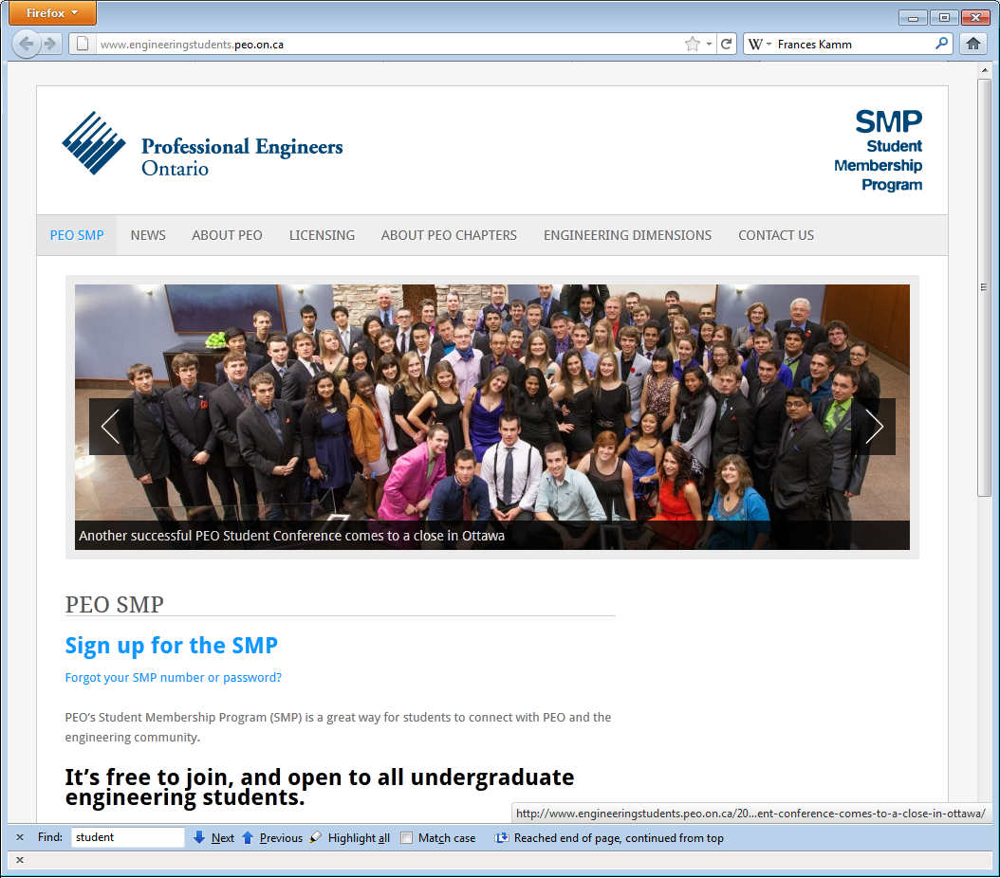 Firefox
www.engineeringstudents.peo.on.ca
W Frances Kamm
Professional Engineers
Ontario
SMP
Student
Membership
Program
PEO SMP NEWS ABOUT PEO LICENSING ABOUT PEO CHAPTERS ENGINEERING DIMENSIONS CONTACT US
Another successful PEO Student Conference comes to a close in Ottawa
PEO SMP
Sign up for the SMP
Forgot your SMP number or password?
PEO’s Student Membership Program (SMP) is a great way for students to connect with PEO and the
engineering community.
It’s free to join, and open to all undergraduate
engineering students.
http://www.engineeringstudents.peo.on.ca/20...ent-conference-comes-to-a-close-in-ottawa/
Find: student Next Previous Highlight all Match case Reached end of page, continued from top